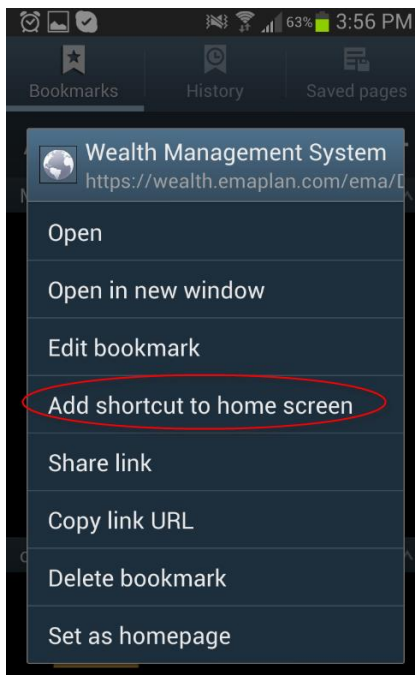 63% 3:56 PM
Bookmarks History Saved pages
Wealth Management System
https://wealth.emaplan.com/ema/
Open
Open in new window
Edit bookmark
Add shortcut to home screen
Share link
Copy link URL
Delete bookmark
Set as homepage